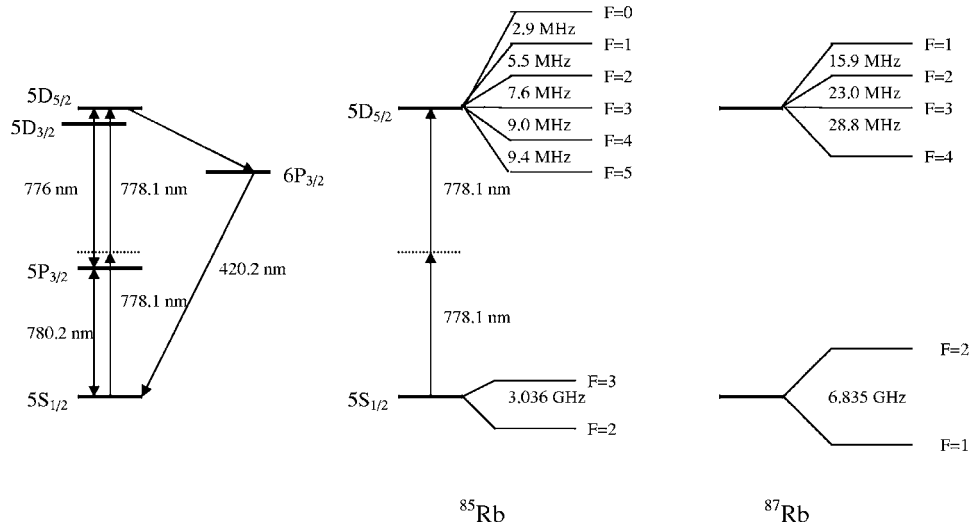 5D5/2
5D3/2
6P3/2
776 nm
778.1 nm
5P3/2
420.2 nm
778.1 nm
780.2 nm
5S1/2
F=0
2.9 MHz
F=1
5.5 MHz
F=2
7.6 MHz
5D5/2
F=3
9.0 MHz
F=4
9.4 MHz
F=5
778.1 nm
778.1 nm
5S1/2
F=3
3.036 GHz
F=2
85Rb
F=1
15.9 MHz
F=2
23.0 MHz
F=3
28.8 MHz
F=4
F=2
6.835 GHz
F=1
87Rb